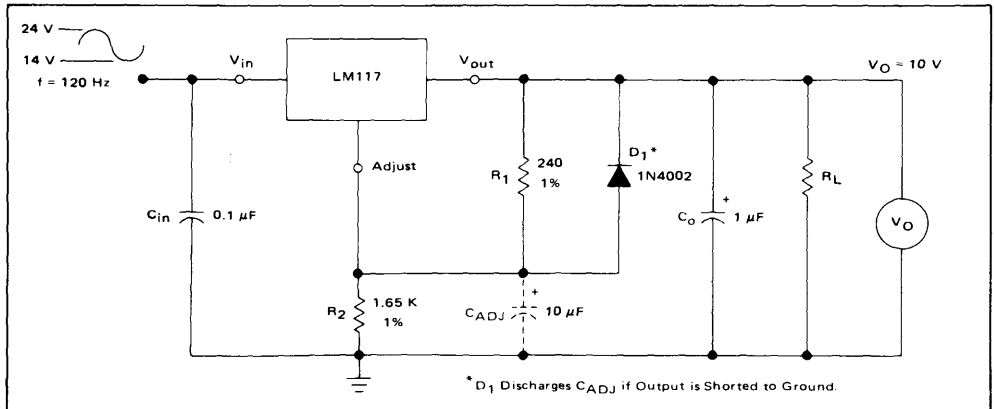 24 V
14 V
f = 120 Hz
Vin
LM117
Vout
VO = 10 V
Adjust
R1
240
1%
D1*
1N4002
RL
Cin
0.1 µF
Co
+
1 µF
VO
R2
1.65 K
1%
CADJ
+
10 µF
*D1 Discharges CADJ if Output is Shorted to Ground.